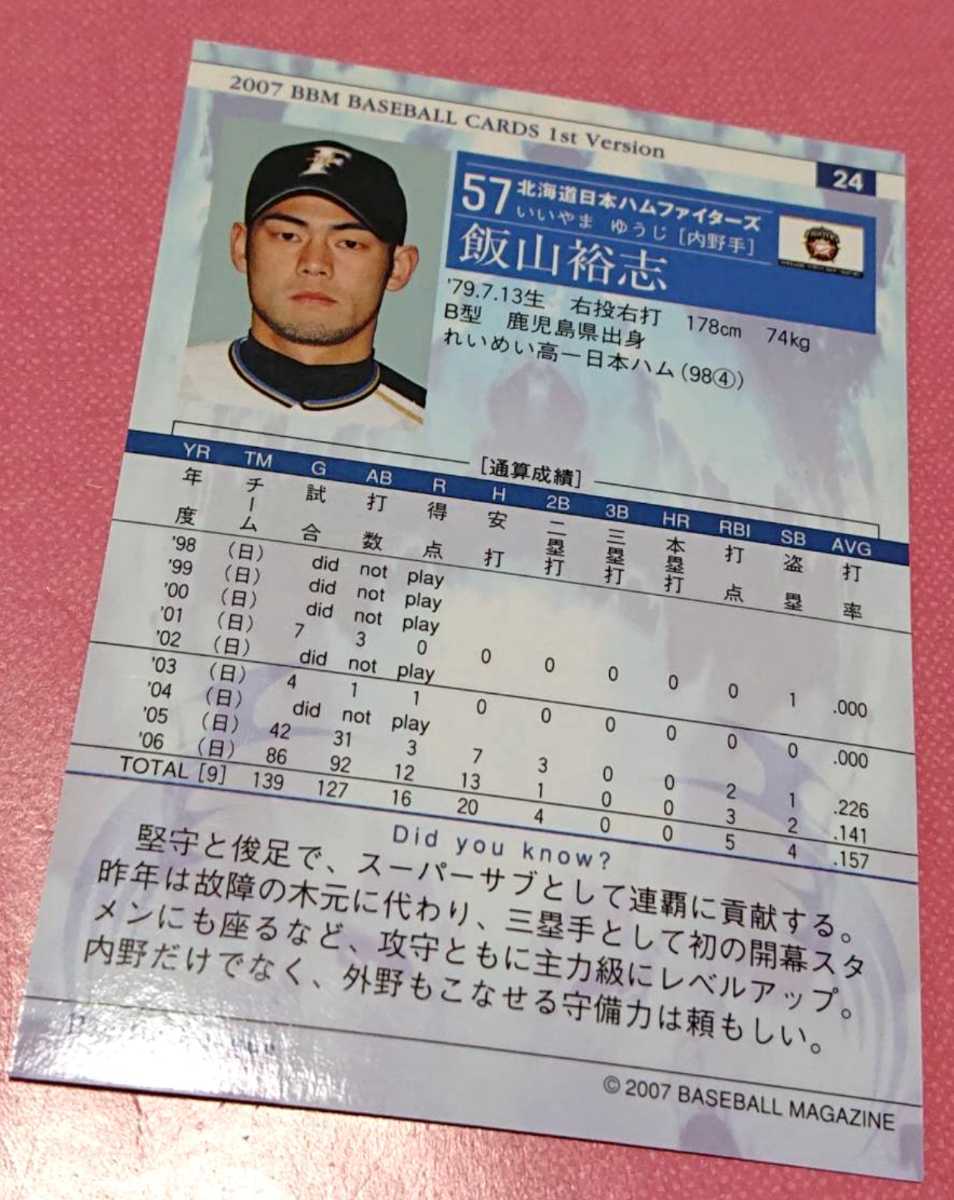 2007 BBM BASEBALL CARDS 1st Version
24
57 北海道日本ハムファイターズ
いいやま ゆうじ [内野手]
飯山裕志
'79.7.13生 右投右打 178cm 74kg
B型 鹿児島県出身
れいめい高ー日本ハム(98④)
[通算成績]
YR TM G AB R H 2B 3B HR RBI SB AVG
年度 チーム 試合 打数 得点 安打 二塁打 三塁打 本塁打 打点 盗塁 打率
'98 (日) did not play
'99 (日) did not play
'00 (日) did not play
'01 (日) 7 3 0 0 0 0 0 0 1 .000
'02 (日) did not play
'03 (日) 4 1 1 0 0 0 0 0 0 .000
'04 (日) did not play
'05 (日) 42 31 3 7 3 0 0 2 1 .226
'06 (日) 86 92 12 13 1 0 0 3 2 .141
TOTAL [9] 139 127 16 20 4 0 0 5 4 .157
Did you know?
堅守と俊足で、スーパーサブとして連覇に貢献する。
昨年は故障の木元に代わり、三塁手として初の開幕スタ
メンにも座るなど、攻守ともに主力級にレベルアップ。
内野だけでなく、外野もこなせる守備力は頼もしい。
© 2007 BASEBALL MAGAZINE